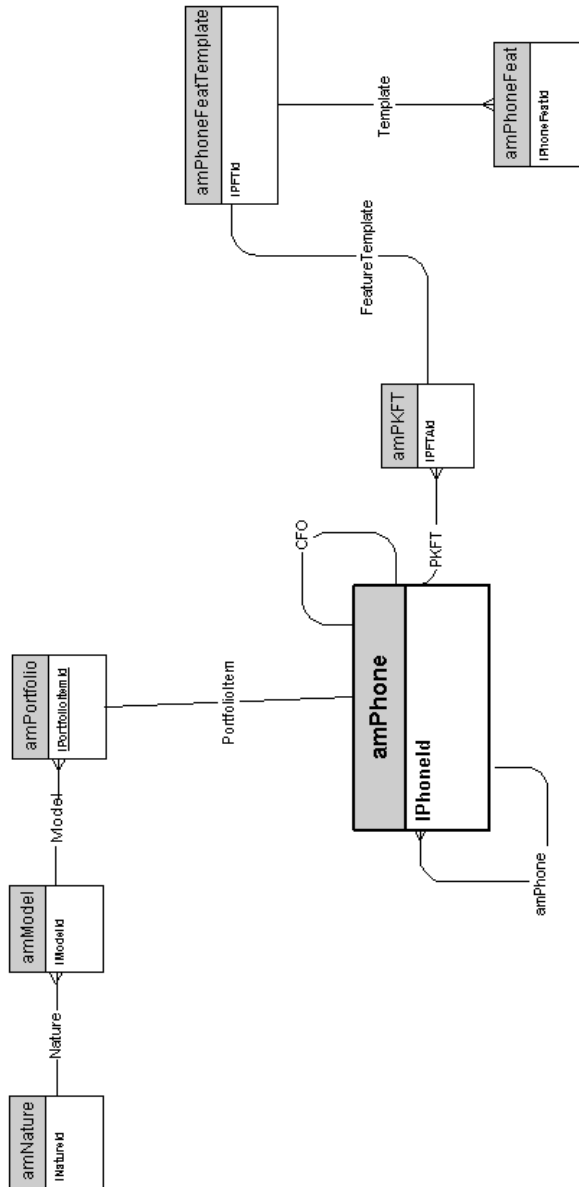 amNature
lNatureId
Nature
amModel
lModelId
Model
amPortfolio
lPortfolioItemId
PortfolioItem
amPhone
lPhoneId
CFO
amPhone
PKFT
amPKFT
lPFTAId
FeatureTemplate
amPhoneFeatTemplate
lPFTId
Template
amPhoneFeat
lPhoneFeatId